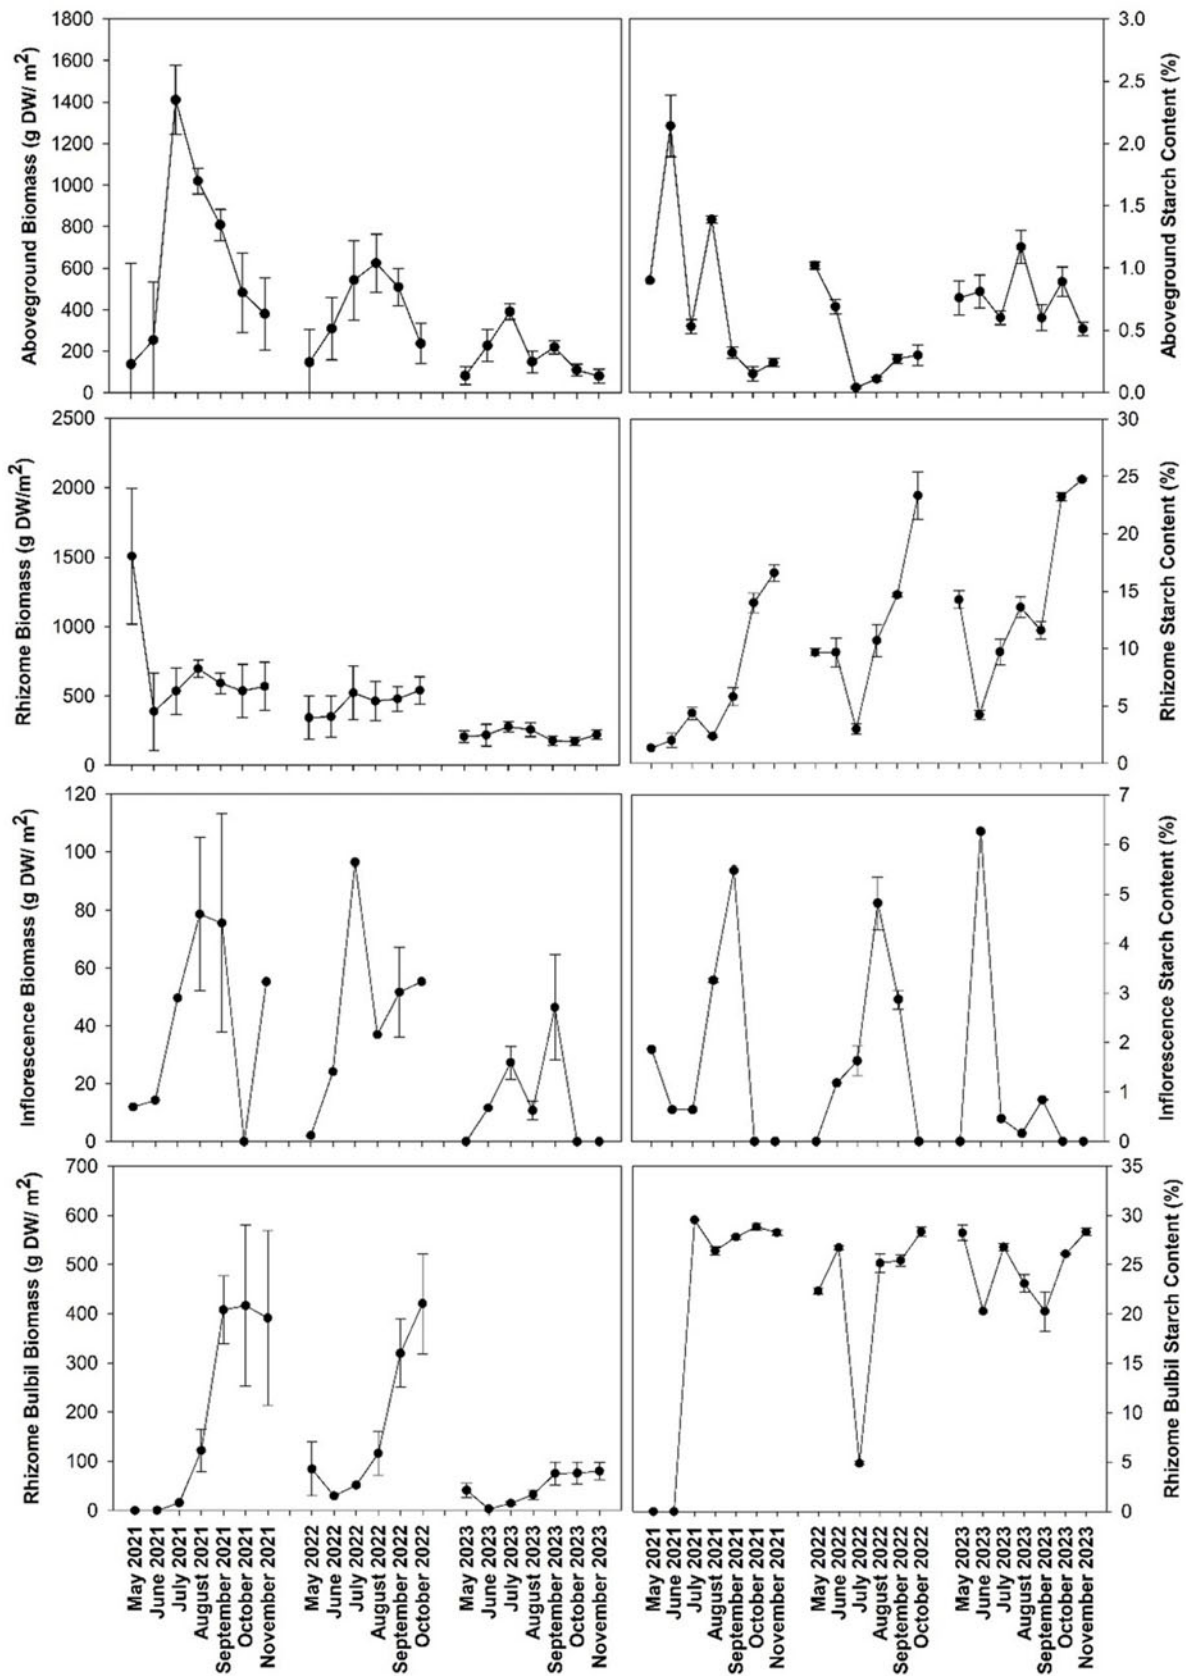 Aboveground Biomass (g DW/ m²)
1800
1600
1400
1200
1000
800
600
400
200
0
3.0
2.5
2.0
1.5
1.0
0.5
0.0
Aboveground Starch Content (%)
Rhizome Biomass (g DW/m²)
2500
2000
1500
1000
500
0
30
25
20
15
10
5
0
Rhizome Starch Content (%)
Inflorescence Biomass (g DW/ m²)
120
100
80
60
40
20
0
7
6
5
4
3
2
1
0
Inflorescence Starch Content (%)
Rhizome Bulbil Biomass (g DW/ m²)
700
600
500
400
300
200
100
0
35
30
25
20
15
10
5
0
Rhizome Bulbil Starch Content (%)
May 2021
June 2021
July 2021
August 2021
September 2021
October 2021
November 2021
May 2022
June 2022
July 2022
August 2022
September 2022
October 2022
May 2023
June 2023
July 2023
August 2023
September 2023
October 2023
November 2023
May 2021
June 2021
July 2021
August 2021
September 2021
October 2021
November 2021
May 2022
June 2022
July 2022
August 2022
September 2022
October 2022
May 2023
June 2023
July 2023
August 2023
September 2023
October 2023
November 2023